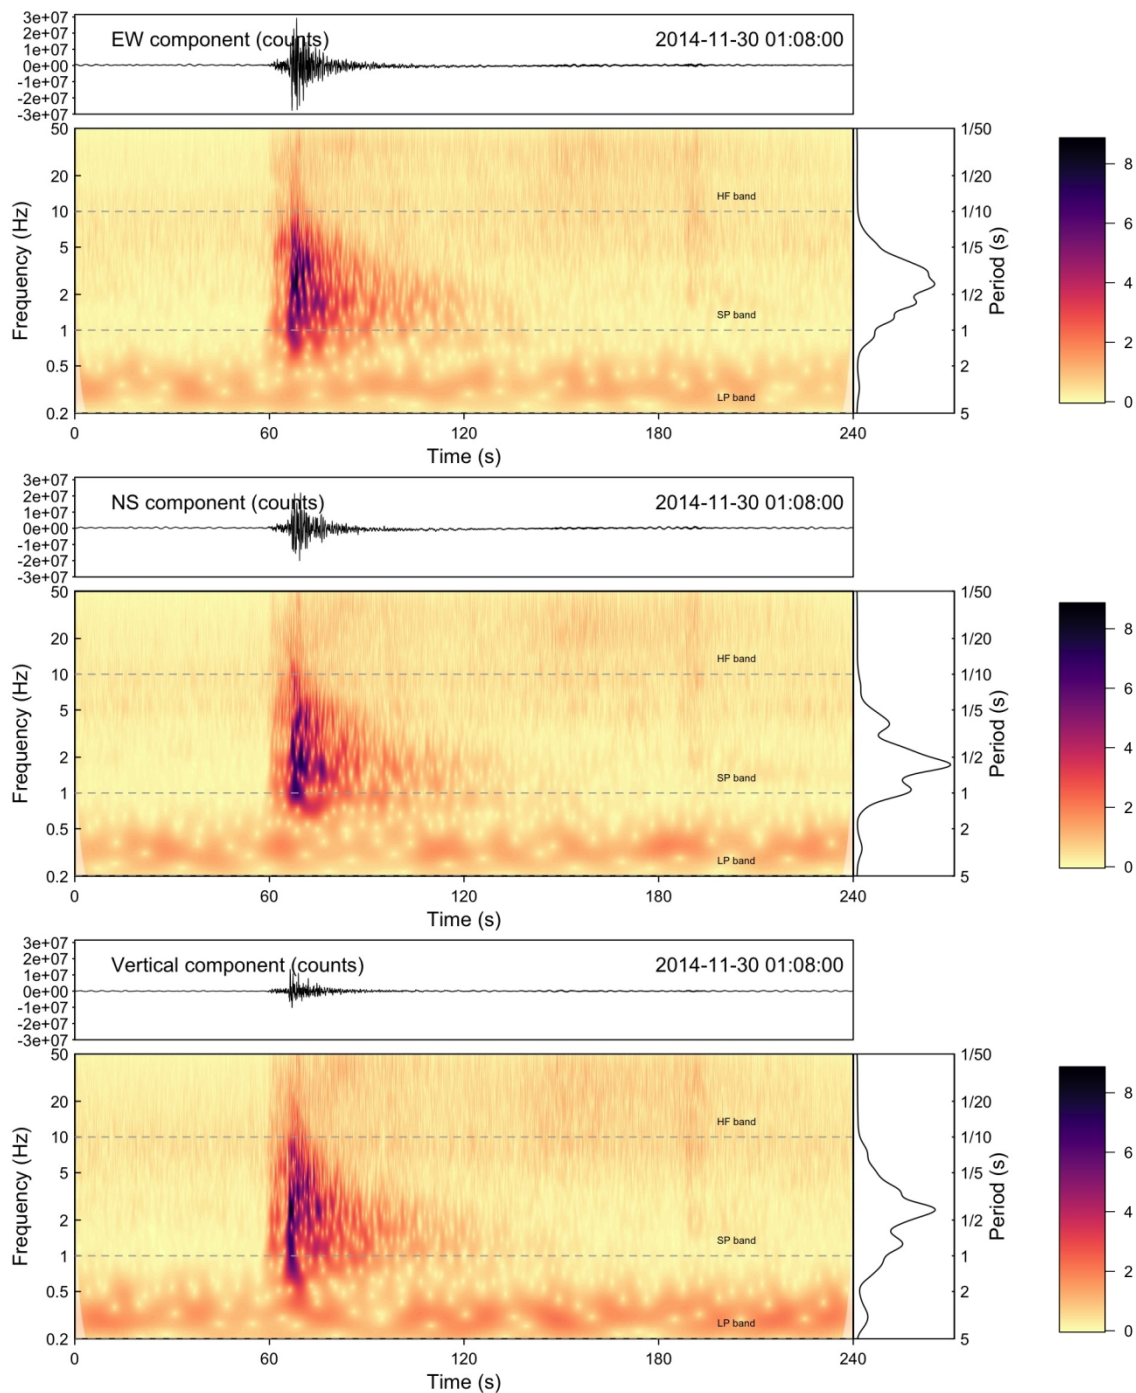 3e+07
2e+07
1e+07
0e+00
-1e+07
-2e+07
-3e+07
EW component (counts) 2014-11-30 01:08:00
50
20
10
5
2
1
0.5
0.2
Frequency (Hz)
HF band
SP band
LP band
0 60 120 180 240
Time (s)
1/50
1/20
1/10
1/5
1/2
1
2
5
Period (s)
8
6
4
2
0
3e+07
2e+07
1e+07
0e+00
-1e+07
-2e+07
-3e+07
NS component (counts) 2014-11-30 01:08:00
50
20
10
5
2
1
0.5
0.2
Frequency (Hz)
HF band
SP band
LP band
0 60 120 180 240
Time (s)
1/50
1/20
1/10
1/5
1/2
1
2
5
Period (s)
8
6
4
2
0
3e+07
2e+07
1e+07
0e+00
-1e+07
-2e+07
-3e+07
Vertical component (counts) 2014-11-30 01:08:00
50
20
10
5
2
1
0.5
0.2
Frequency (Hz)
HF band
SP band
LP band
0 60 120 180 240
Time (s)
1/50
1/20
1/10
1/5
1/2
1
2
5
Period (s)
8
6
4
2
0